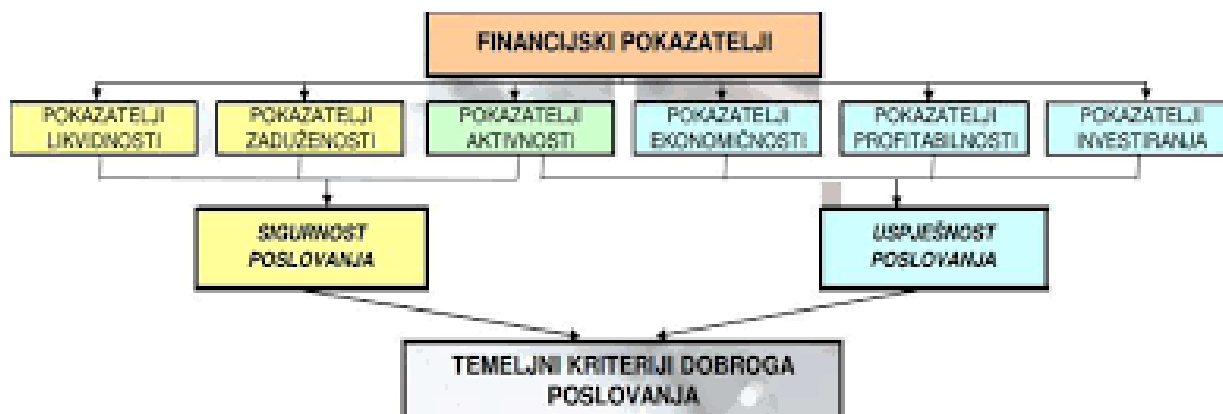 FINANCIJSKI POKAZATELJI
POKAZATELJI
LIKVIDNOSTI
POKAZATELJI
ZADUŽENOSTI
POKAZATELJI
AKTIVNOSTI
POKAZATELJI
EKONOMIČNOSTI
POKAZATELJI
PROFITABILNOSTI
POKAZATELJI
INVESTIRANJA
SIGURNOST
POSLOVANJA
USPJEŠNOST
POSLOVANJA
TEMELJNI KRITERIJI DOBROGA
POSLOVANJA